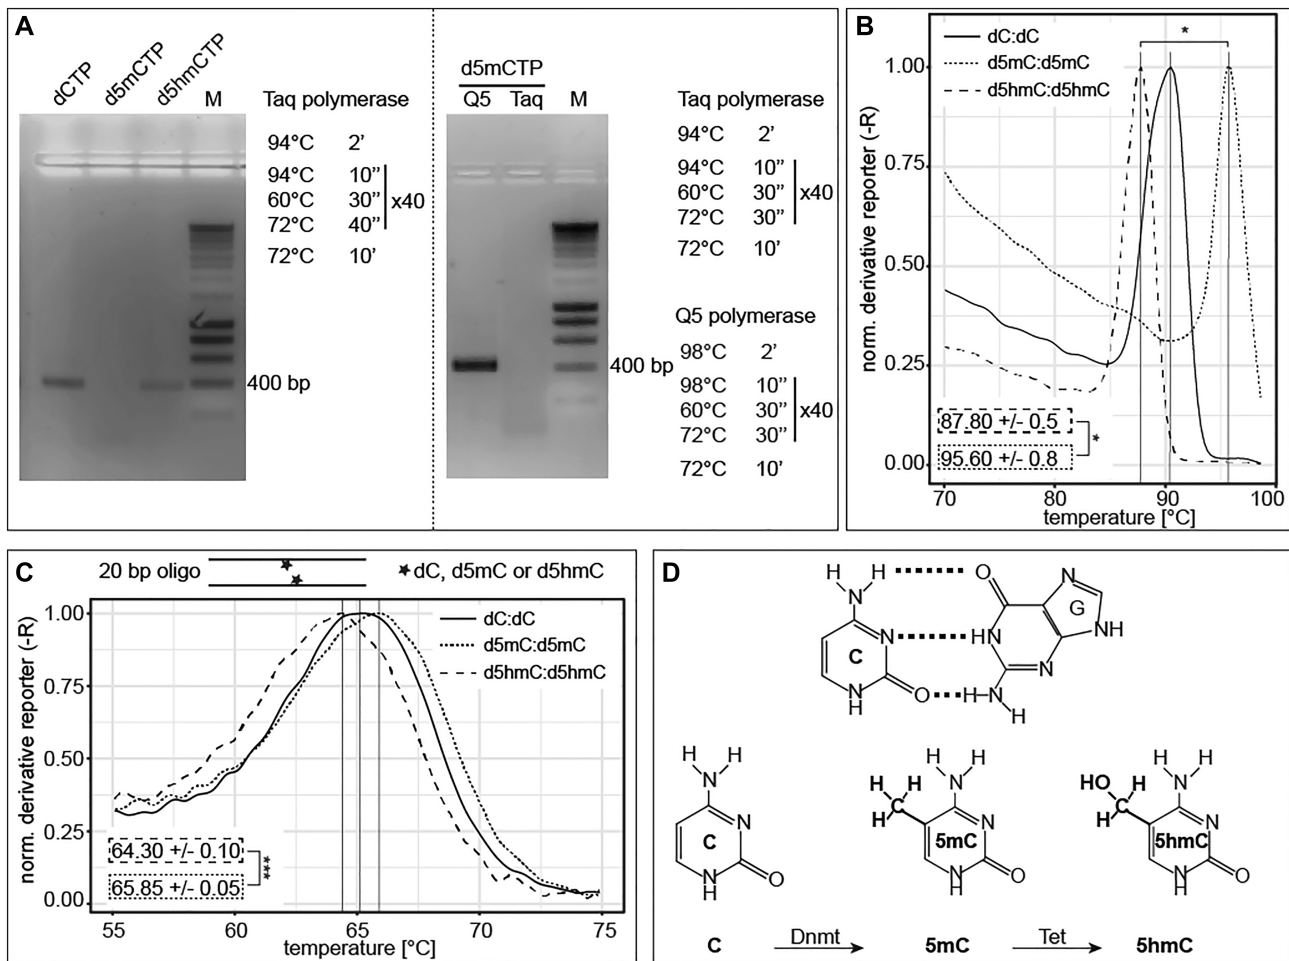 A
dCTP
d5mCTP
d5hmCTP
M
400 bp
Taq polymerase
94°C 2’
94°C 10’’
60°C 30’’
72°C 40’’
x40
72°C 10’
d5mCTP
Q5 Taq M
400 bp
Taq polymerase
94°C 2’
94°C 10’’
60°C 30’’
72°C 30’’
x40
72°C 10’
Q5 polymerase
98°C 2’
98°C 10’’
60°C 30’’
72°C 30’’
x40
72°C 10’
B
dC:dC
d5mC:d5mC
d5hmC:d5hmC
*
norm. derivative reporter (-R)
1.00
0.75
0.50
0.25
0.00
87.80 +/- 0.5
95.60 +/- 0.8
*
70 80 90 100
temperature [°C]
C
20 bp oligo
dC, d5mC or d5hmC
dC:dC
d5mC:d5mC
d5hmC:d5hmC
norm. derivative reporter (-R)
1.00
0.75
0.50
0.25
0.00
64.30 +/- 0.10
65.85 +/- 0.05
***
55 60 65 70 75
temperature [°C]
D
H H O N
N G
N HN NH
C N
N O H N
H H
H H H H H H H
N H C N HO C N
H H
C N 5mC N 5hmC N
N O N O N O
H H H
C Dnmt 5mC Tet 5hmC